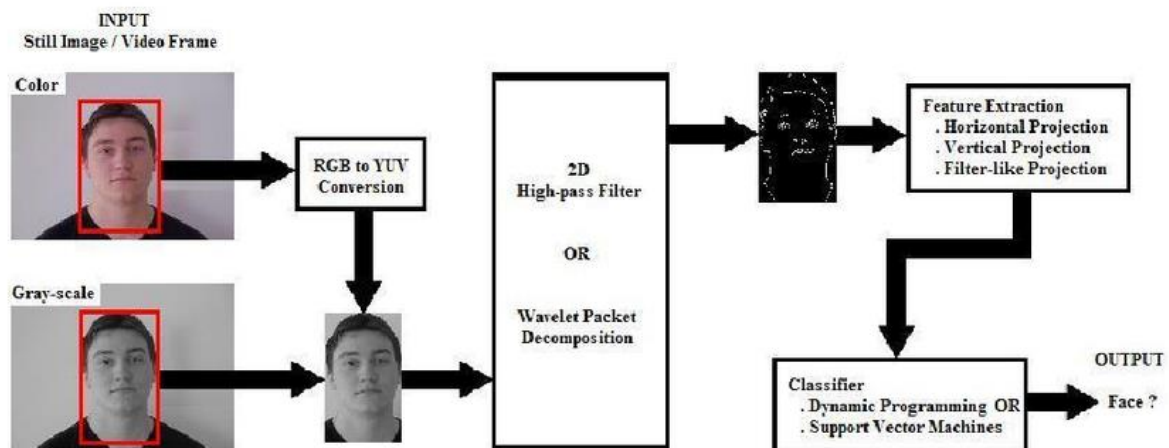 INPUT
Still Image / Video Frame
Color
RGB to YUV
Conversion
Gray-scale
2D
High-pass Filter
OR
Wavelet Packet
Decomposition
Feature Extraction
. Horizontal Projection
. Vertical Projection
. Filter-like Projection
Classifier
. Dynamic Programming OR
. Support Vector Machines
OUTPUT
Face ?